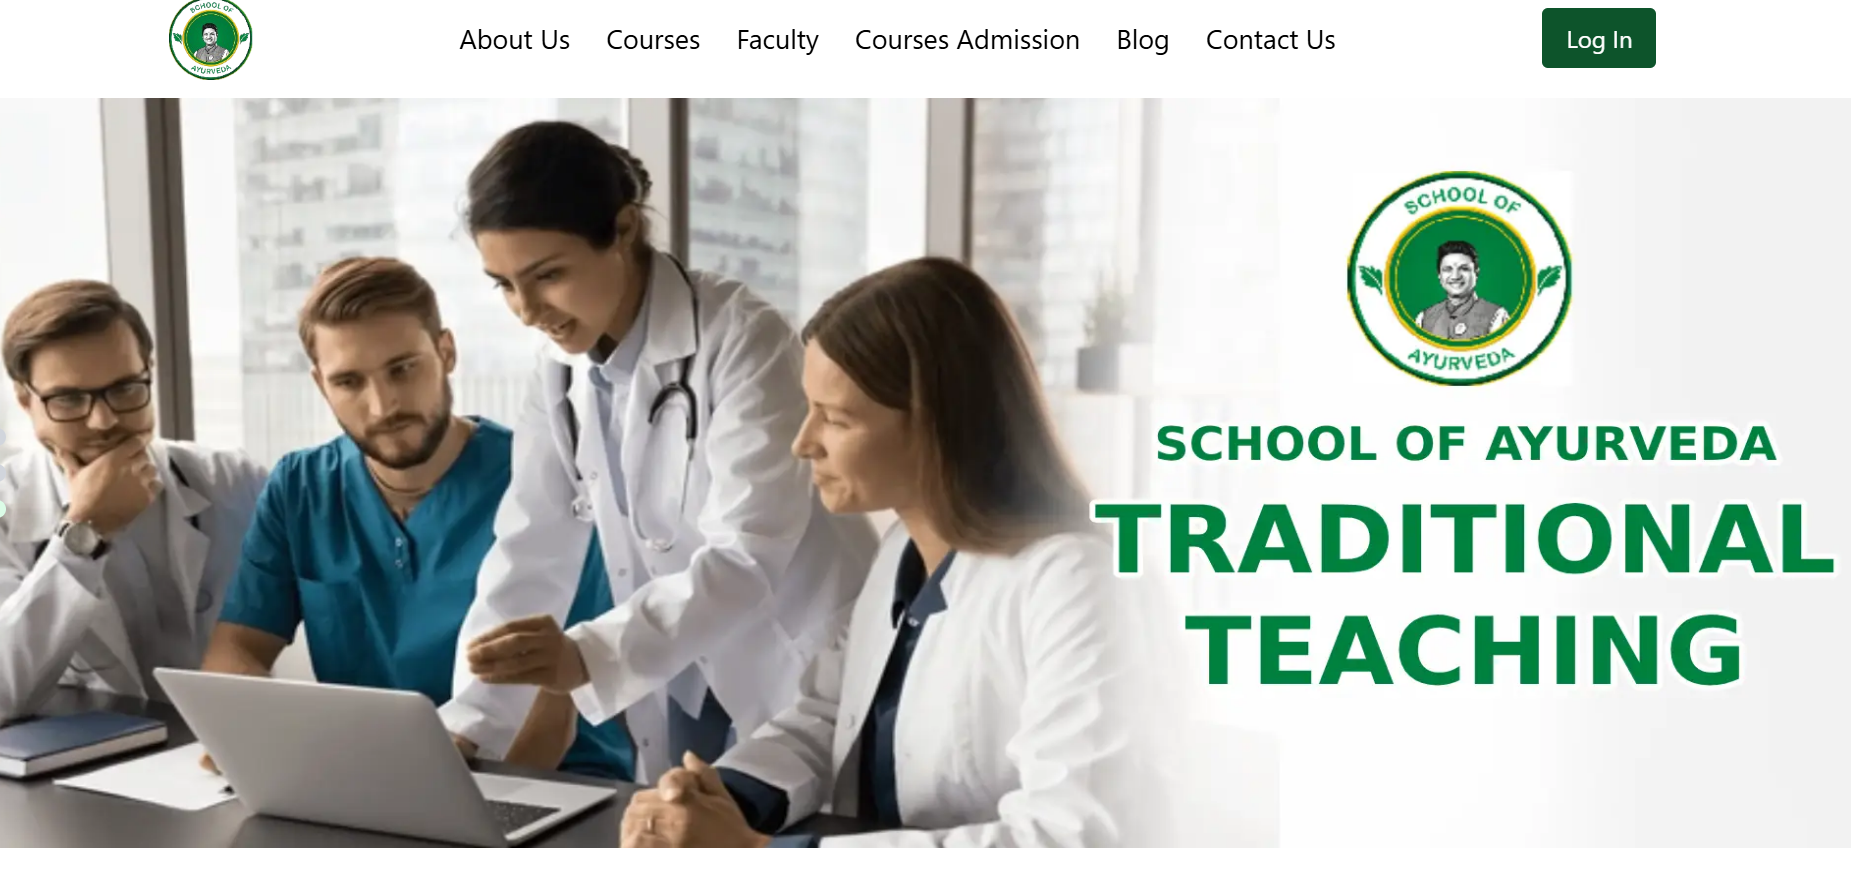 SCHOOL OF
AYURVEDA
About Us
Courses
Faculty
Courses Admission
Blog
Contact Us
Log In
SCHOOL OF
AYURVEDA
SCHOOL OF AYURVEDA
TRADITIONAL
TEACHING